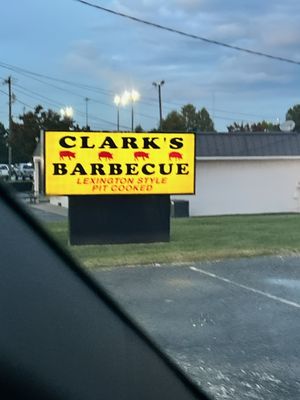 CLARK'S
BARBECUE
LEXINGTON STYLE
PIT COOKED